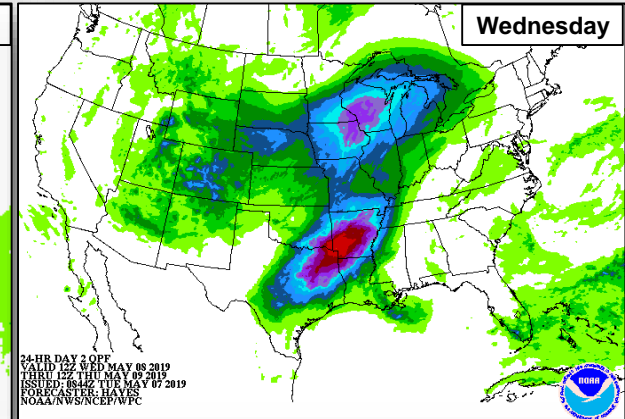 Wednesday
24-HR DAY 2 QPF
VALID 12Z WED MAY 08 2019
THRU 12Z THU MAY 09 2019
ISSUED: 0844Z TUE MAY 07 2019
FORECASTER: HAYES
NOAA/NWS/NCEP/WPC
NOAA